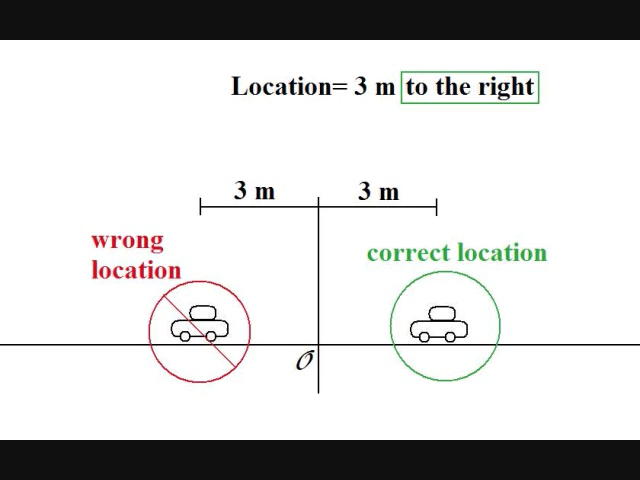 Location= 3 m to the right
3 m
3 m
wrong
location
correct location
O